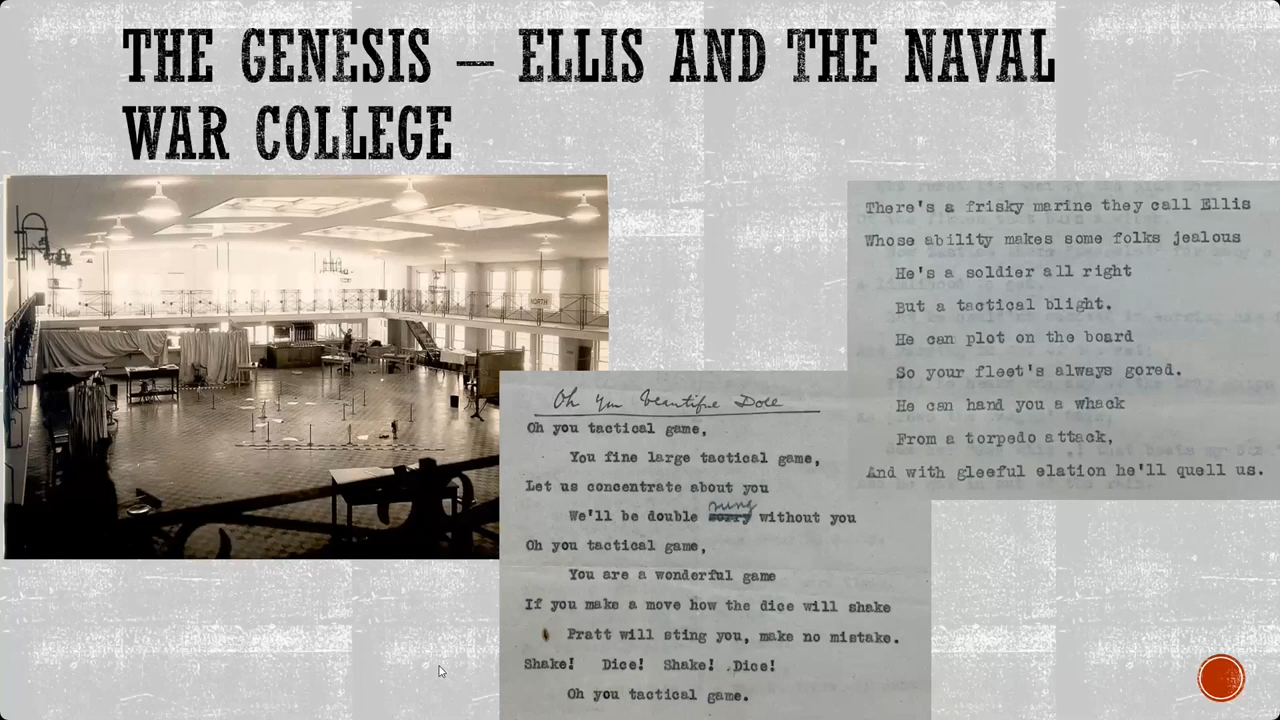 THE GENESIS – ELLIS AND THE NAVAL
WAR COLLEGE
NORTH
There's a frisky marine they call Ellis
Whose ability makes some folks jealous
He's a soldier all right
But a tactical blight.
He can plot on the board
So your fleet's always gored.
He can hand you a whack
From a torpedo attack,
And with gleeful elation he'll quell us.
Oh you beautiful Doll
Oh you tactical game,
You fine large tactical game,
Let us concentrate about you
We'll be double sorry without you
Oh you tactical game,
You are a wonderful game
If you make a move how the dice will shake
Pratt will sting you, make no mistake.
Shake! Dice! Shake! .Dice!
Oh you tactical game.